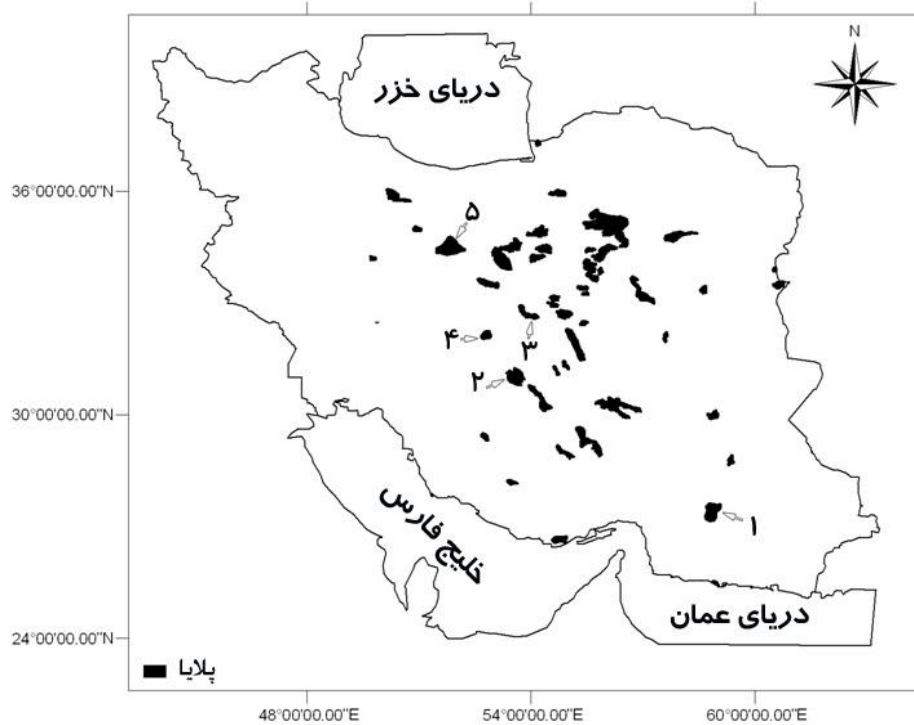 N
دریای خزر
36°00'00.00"N
۵
۴
۳
۲
30°00'00.00"N
خلیج فارس
۱
دریای عمان
24°00'00.00"N
پلایا
48°00'00.00"E
54°00'00.00"E
60°00'00.00"E